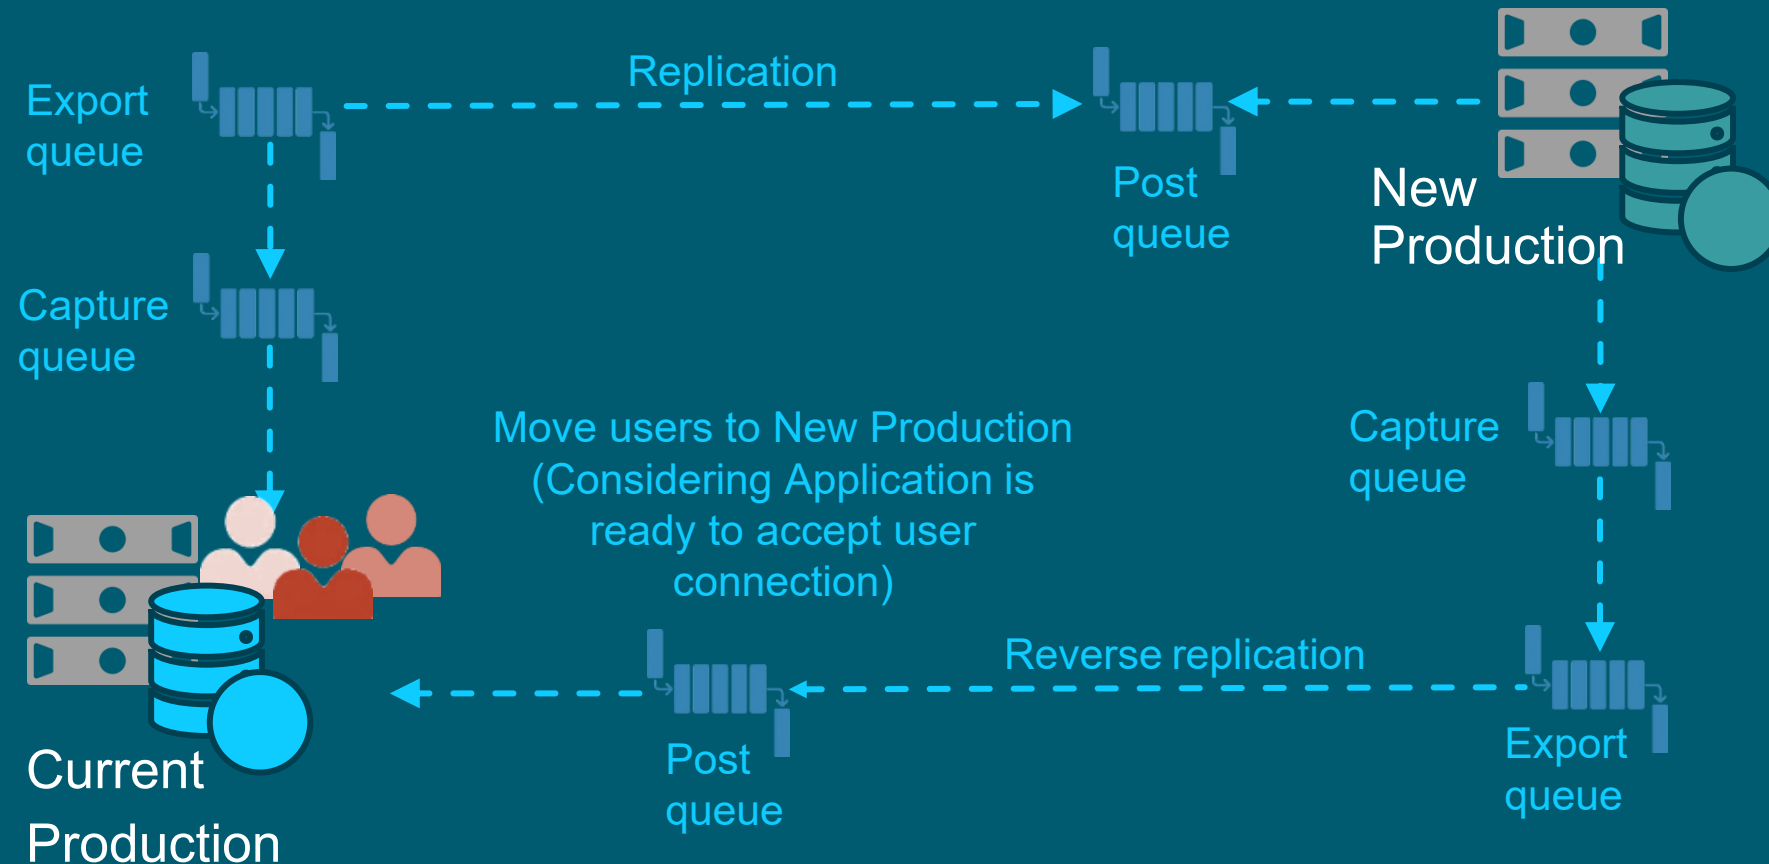 Export
queue
Replication
Post
queue
New
Production
Capture
queue
Move users to New Production
(Considering Application is
ready to accept user
connection)
Capture
queue
Reverse replication
Post
queue
Export
queue
Current
Production